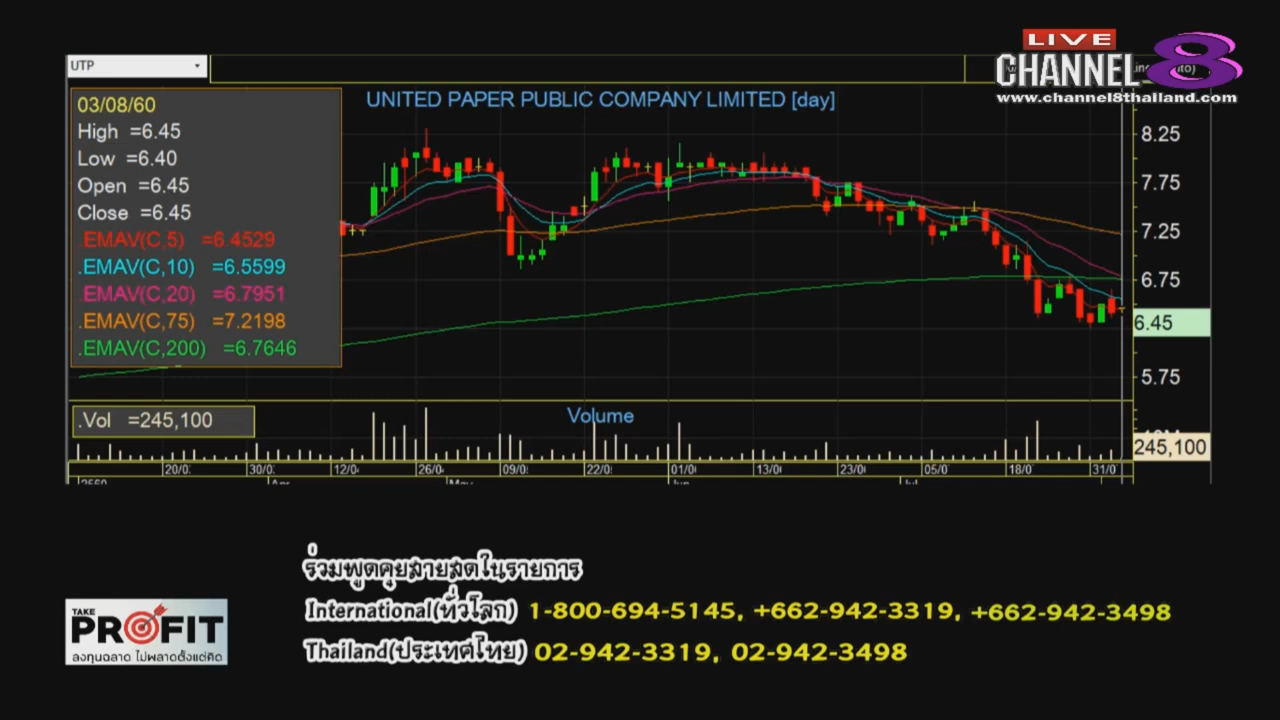 LIVE
CHANNEL 8
www.channel8thailand.com
UTP
03/08/60
High =6.45
Low =6.40
Open =6.45
Close =6.45
.EMAV(C,5) =6.4529
.EMAV(C,10) =6.5599
.EMAV(C,20) =6.7951
.EMAV(C,75) =7.2198
.EMAV(C,200) =6.7646
UNITED PAPER PUBLIC COMPANY LIMITED [day]
8.25
7.75
7.25
6.75
6.45
5.75
.Vol =245,100
Volume
245,100
20/0 30/0 12/0 26/0 09/0 22/0 01/0 13/0 23/0 05/0 18/0 31/0
2560 Apr May Jun Jul
ร่วมพูดคุยสายสดในรายการ
International(ทั่วโลก) 1-800-694-5145, +662-942-3319, +662-942-3498
Thailand(ประเทศไทย) 02-942-3319, 02-942-3498
TAKE
PROFIT
ลงทุนฉลาด ไม่พลาดตั้งแต่คิด